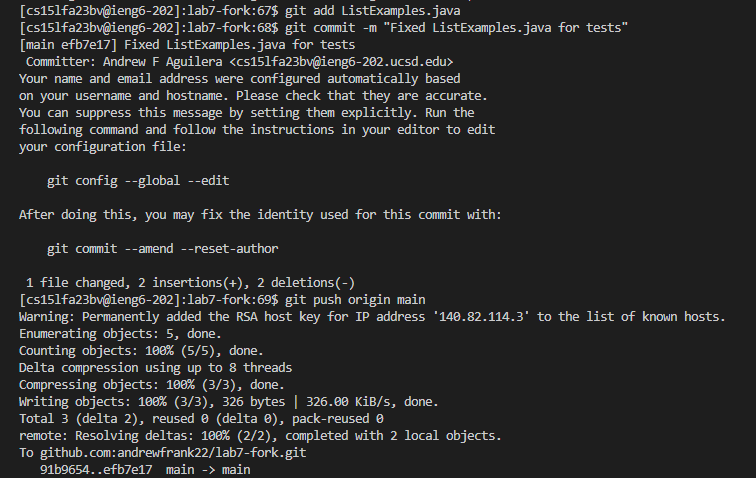 [cs15lfa23bv@ieng6-202]:lab7-fork:67$ git add ListExamples.java
[cs15lfa23bv@ieng6-202]:lab7-fork:68$ git commit -m "Fixed ListExamples.java for tests"
[main efb7e17] Fixed ListExamples.java for tests
 Committer: Andrew F Aguilera <cs15lfa23bv@ieng6-202.ucsd.edu>
Your name and email address were configured automatically based
on your username and hostname. Please check that they are accurate.
You can suppress this message by setting them explicitly. Run the
following command and follow the instructions in your editor to edit
your configuration file:
    git config --global --edit
After doing this, you may fix the identity used for this commit with:
    git commit --amend --reset-author
 1 file changed, 2 insertions(+), 2 deletions(-)
[cs15lfa23bv@ieng6-202]:lab7-fork:69$ git push origin main
Warning: Permanently added the RSA host key for IP address '140.82.114.3' to the list of known hosts.
Enumerating objects: 5, done.
Counting objects: 100% (5/5), done.
Delta compression using up to 8 threads
Compressing objects: 100% (3/3), done.
Writing objects: 100% (3/3), 326 bytes | 326.00 KiB/s, done.
Total 3 (delta 2), reused 0 (delta 0), pack-reused 0
remote: Resolving deltas: 100% (2/2), completed with 2 local objects.
To github.com:andrewfrank22/lab7-fork.git
   91b9654..efb7e17  main -> main